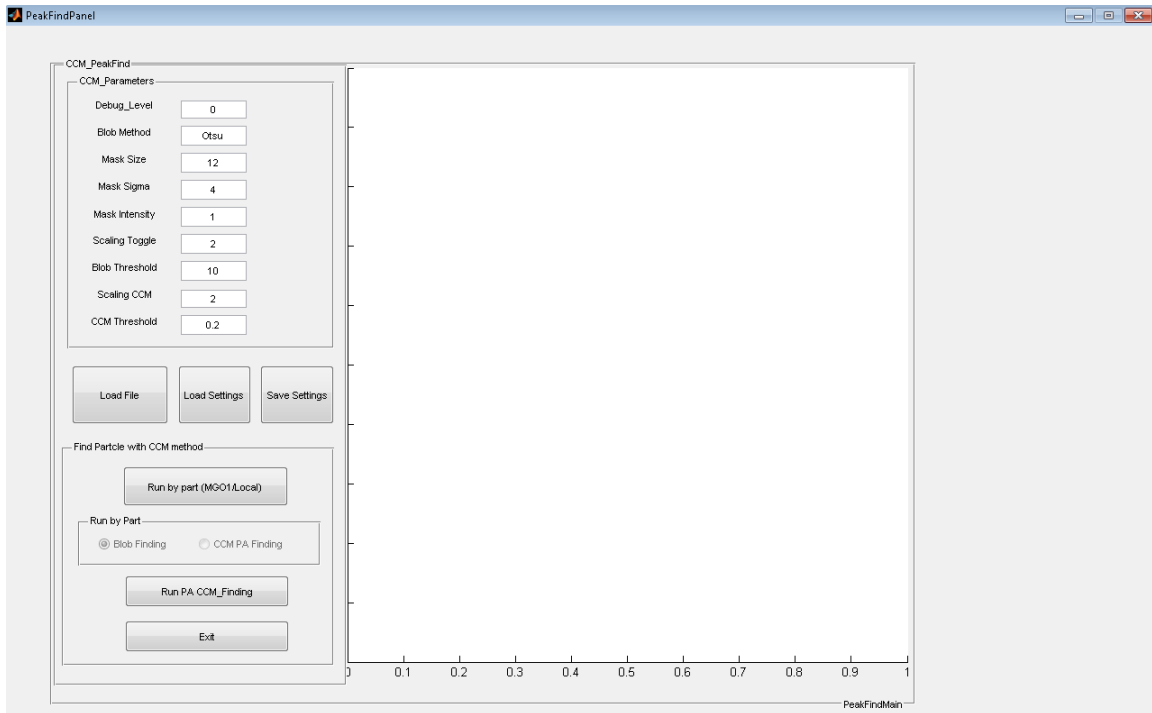 PeakFindPanel
CCM_PeakFind
CCM_Parameters
Debug_Level 0
Blob Method Otsu
Mask Size 12
Mask Sigma 4
Mask Intensity 1
Scaling Toggle 2
Blob Threshold 10
Scaling CCM 2
CCM Threshold 0.2
Load File Load Settings Save Settings
Find Partcle with CCM method
Run by part (MGO1/Local)
Run by Part
Blob Finding CCM PA Finding
Run PA CCM_Finding
Exit
0 0.1 0.2 0.3 0.4 0.5 0.6 0.7 0.8 0.9 1
PeakFindMain